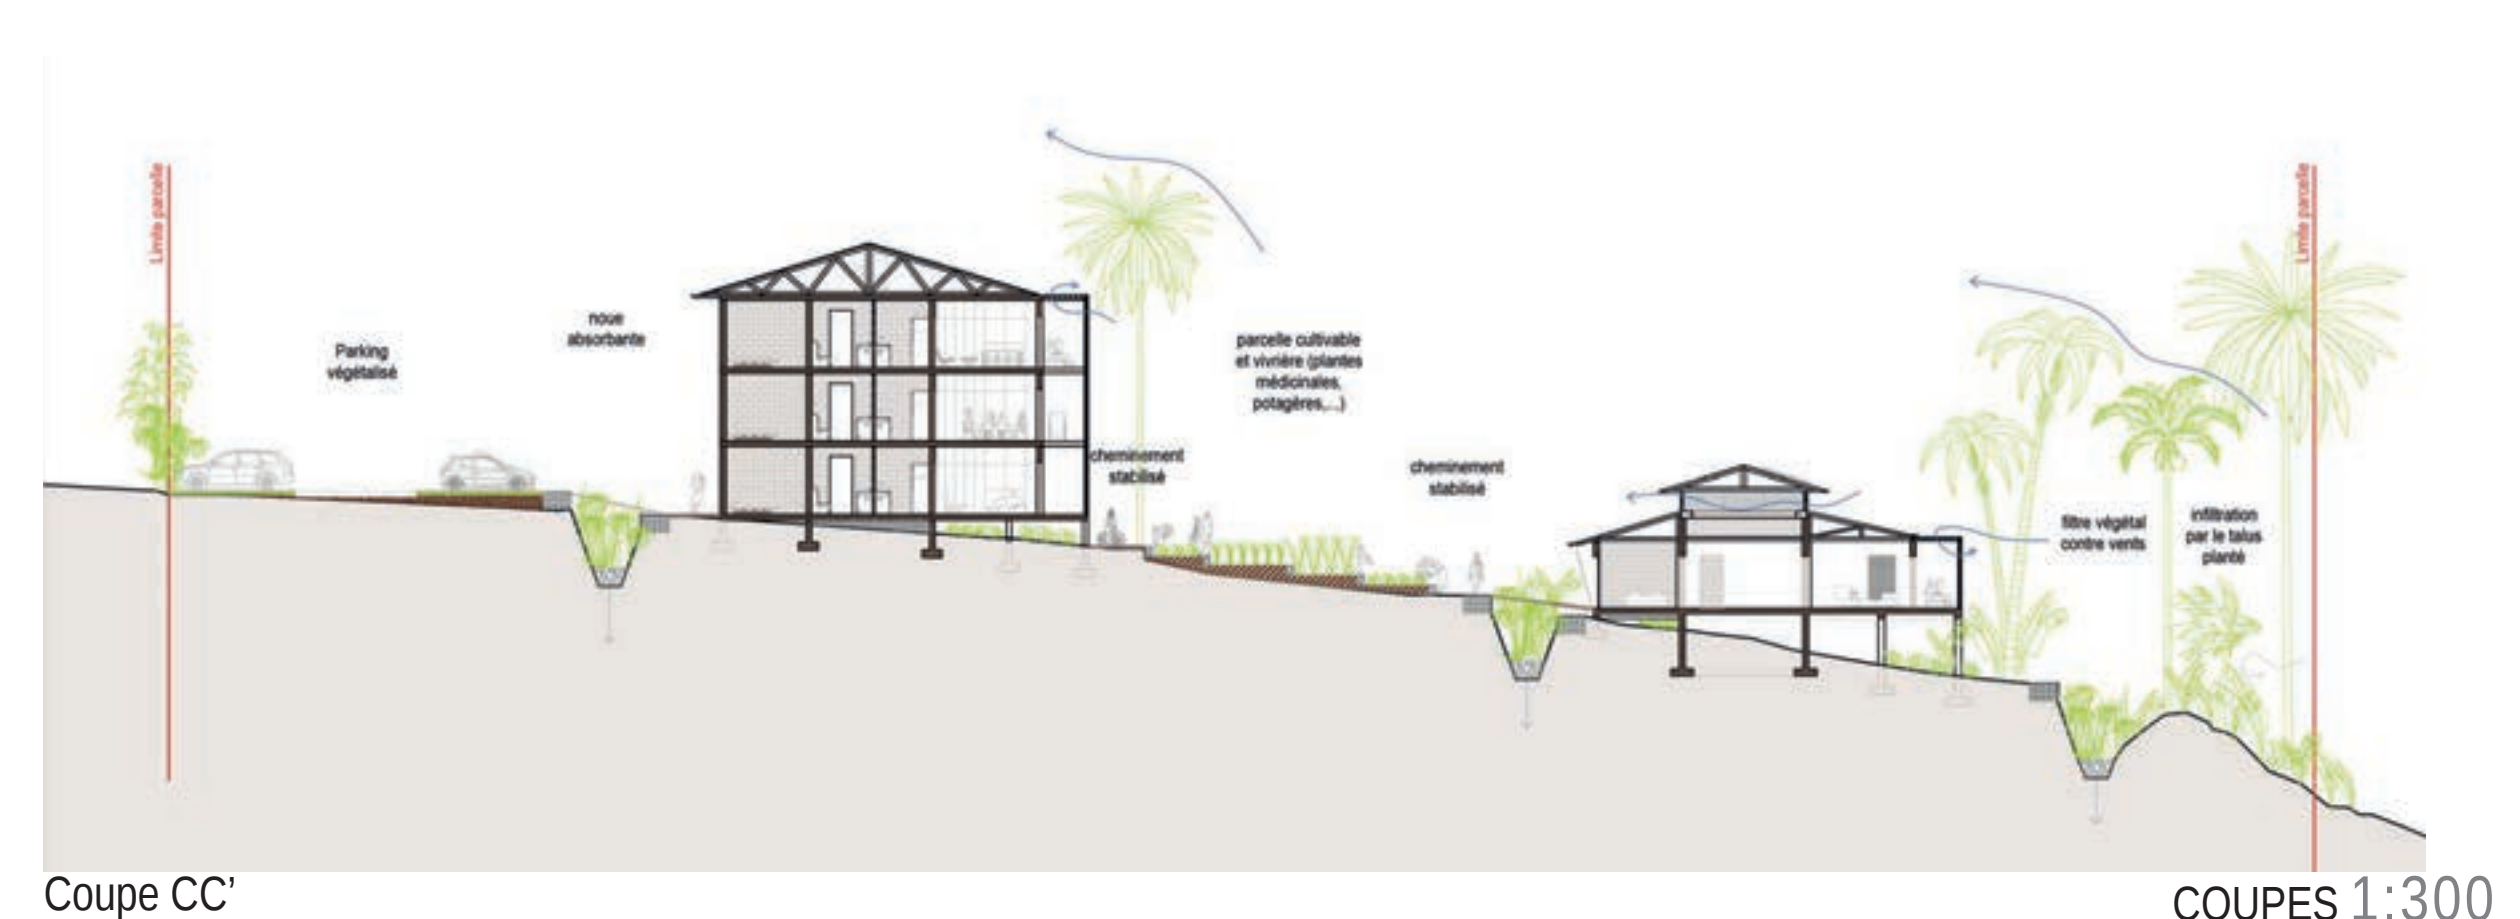 Limite parcelle
Parking
végétalisé
noue
absorbante
cheminement
stabilisé
parcelle cultivable
et vivrière (plantes
médicinales,
potagères,...)
cheminement
stabilisé
filtre végétal
contre vents
infiltration
par le talus
planté
Limite parcelle
Coupe CC’
COUPES 1:300